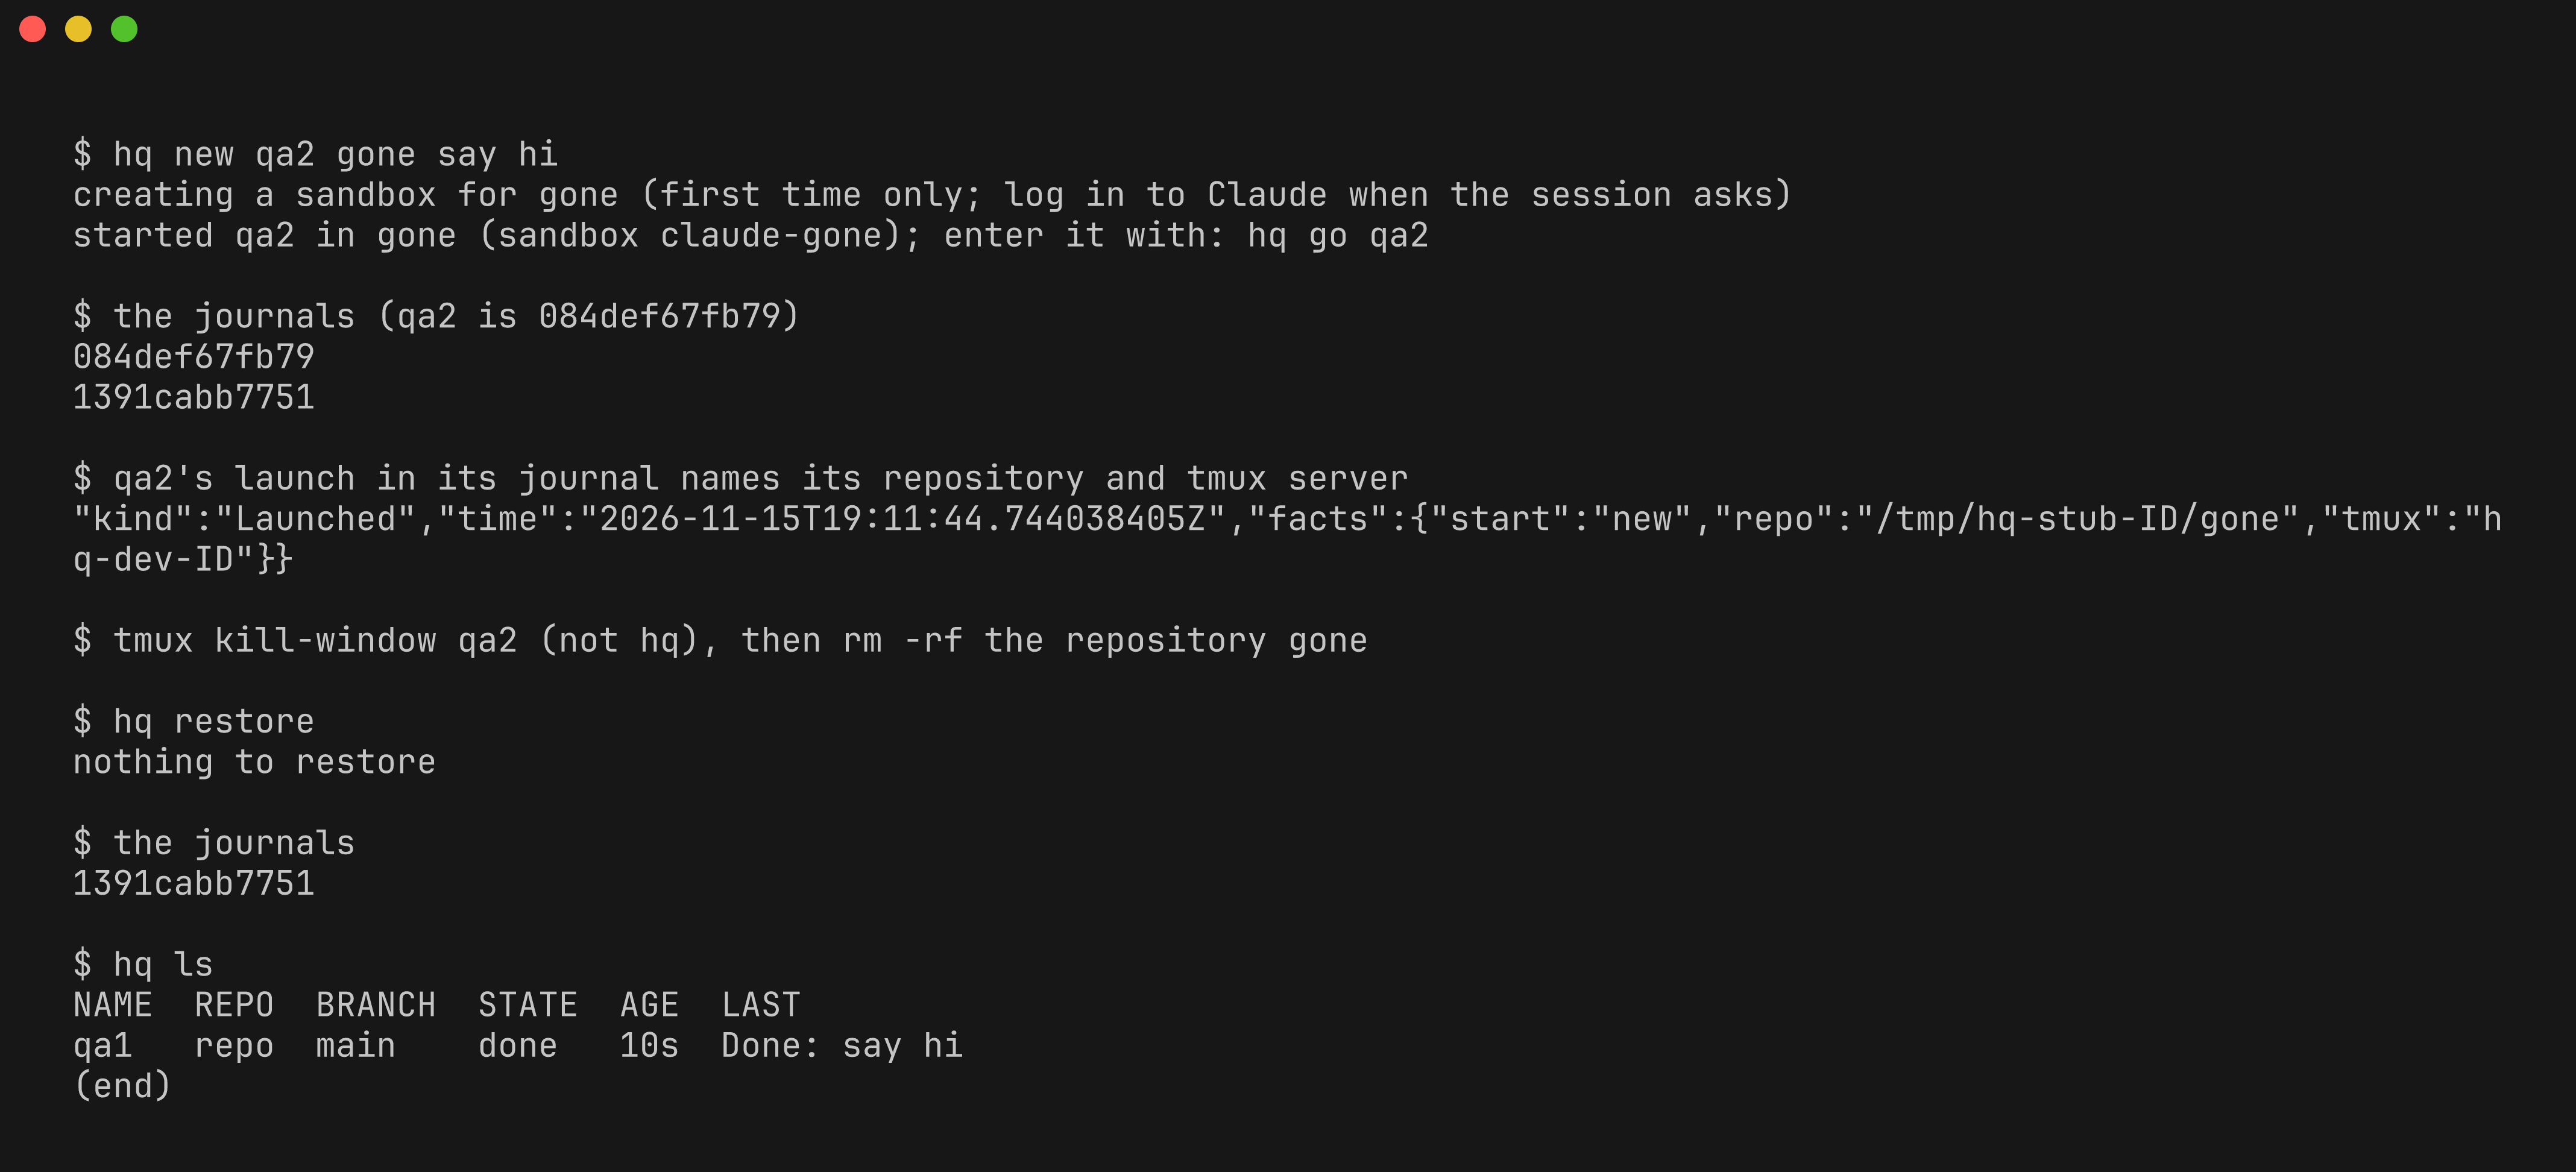 $ hq new qa2 gone say hi
creating a sandbox for gone (first time only; log in to Claude when the session asks)
started qa2 in gone (sandbox claude-gone); enter it with: hq go qa2
$ the journals (qa2 is 084def67fb79)
084def67fb79
1391cabb7751
$ qa2's launch in its journal names its repository and tmux server
"kind":"Launched","time":"2026-11-15T19:11:44.744038405Z","facts":{"start":"new","repo":"/tmp/hq-stub-ID/gone","tmux":"h
q-dev-ID"}}
$ tmux kill-window qa2 (not hq), then rm -rf the repository gone
$ hq restore
nothing to restore
$ the journals
1391cabb7751
$ hq ls
NAME  REPO  BRANCH  STATE  AGE  LAST
qa1   repo  main    done   10s  Done: say hi
(end)